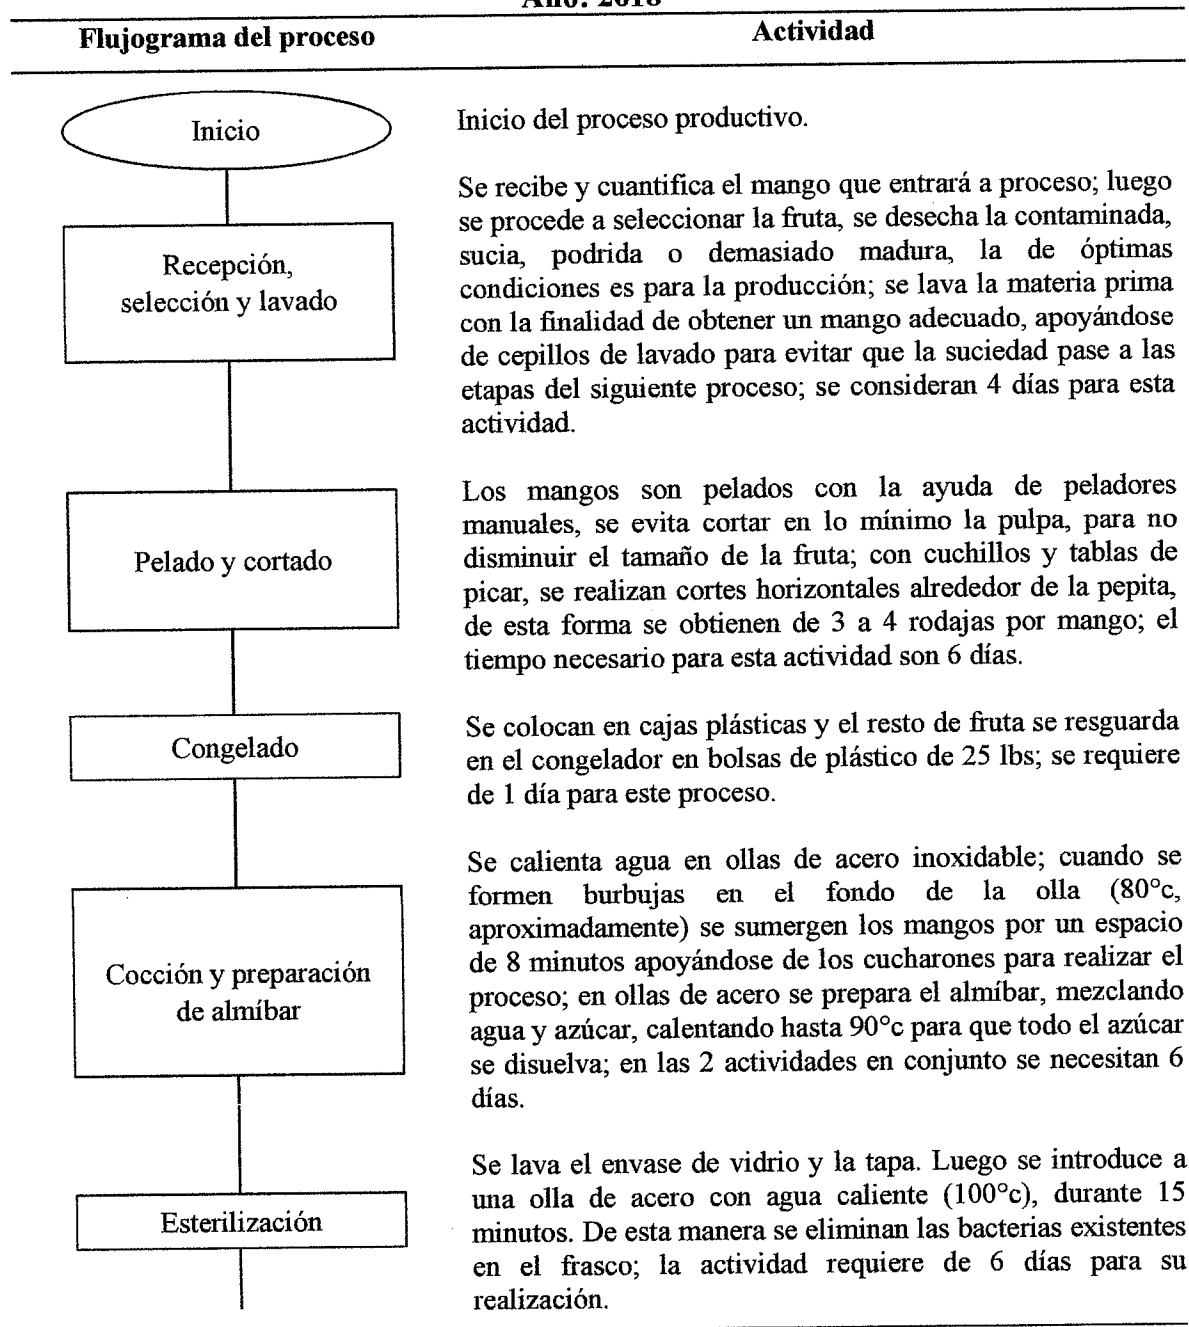 Año: 2018
Flujograma del proceso
Actividad
Inicio
Inicio del proceso productivo.
Recepción,
selección y lavado
Se recibe y cuantifica el mango que entrará a proceso; luego
se procede a seleccionar la fruta, se desecha la contaminada,
sucia, podrida o demasiado madura, la de óptimas
condiciones es para la producción; se lava la materia prima
con la finalidad de obtener un mango adecuado, apoyándose
de cepillos de lavado para evitar que la suciedad pase a las
etapas del siguiente proceso; se consideran 4 días para esta
actividad.
Pelado y cortado
Los mangos son pelados con la ayuda de peladores
manuales, se evita cortar en lo mínimo la pulpa, para no
disminuir el tamaño de la fruta; con cuchillos y tablas de
picar, se realizan cortes horizontales alrededor de la pepita,
de esta forma se obtienen de 3 a 4 rodajas por mango; el
tiempo necesario para esta actividad son 6 días.
Congelado
Se colocan en cajas plásticas y el resto de fruta se resguarda
en el congelador en bolsas de plástico de 25 lbs; se requiere
de 1 día para este proceso.
Cocción y preparación
de almíbar
Se calienta agua en ollas de acero inoxidable; cuando se
formen burbujas en el fondo de la olla (80°c,
aproximadamente) se sumergen los mangos por un espacio
de 8 minutos apoyándose de los cucharones para realizar el
proceso; en ollas de acero se prepara el almíbar, mezclando
agua y azúcar, calentando hasta 90°c para que todo el azúcar
se disuelva; en las 2 actividades en conjunto se necesitan 6
días.
Esterilización
Se lava el envase de vidrio y la tapa. Luego se introduce a
una olla de acero con agua caliente (100°c), durante 15
minutos. De esta manera se eliminan las bacterias existentes
en el frasco; la actividad requiere de 6 días para su
realización.